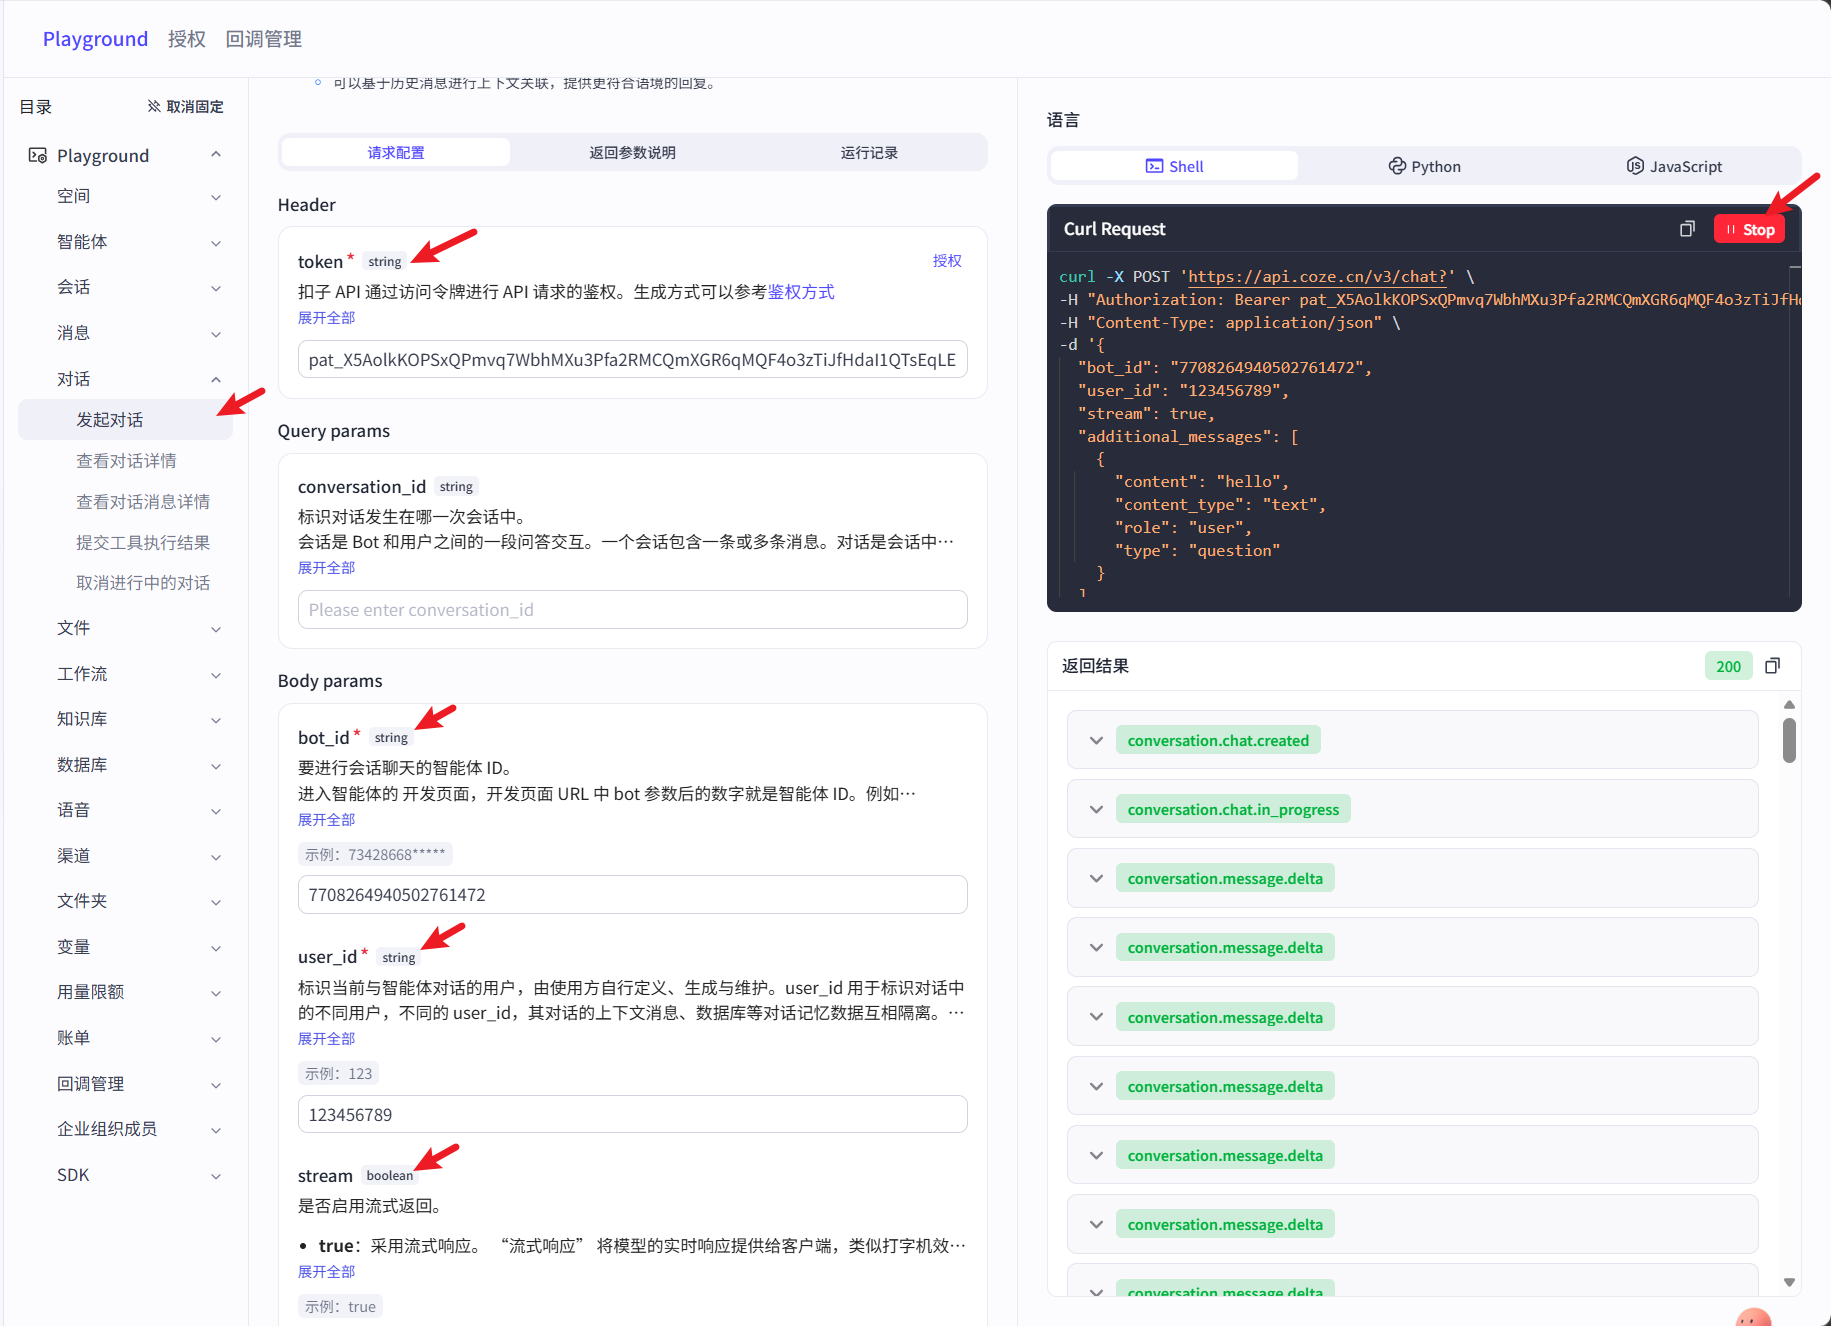 Playground 授权 回调管理
目录 取消固定
Playground
空间
智能体
会话
消息
对话
发起对话
查看对话详情
查看对话消息详情
提交工具执行结果
取消进行中的对话
文件
工作流
知识库
数据库
语音
渠道
文件夹
变量
用量限额
账单
回调管理
企业组织成员
SDK
可以基于历史消息进行上下文关联，提供更符合语境的回复。
请求配置 返回参数说明 运行记录
Header
token * string 授权
扣子 API 通过访问令牌进行 API 请求的鉴权。生成方式可以参考鉴权方式
展开全部
pat_X5AolkKOPSxQPmvq7WbhMXu3Pfa2RMCQmXGR6qMQF4o3zTiJfHdaI1QTsEqLE
Query params
conversation_id string
标识对话发生在哪一次会话中。
会话是 Bot 和用户之间的一段问答交互。一个会话包含一条或多条消息。对话是会话中…
展开全部
Please enter conversation_id
Body params
bot_id * string
要进行会话聊天的智能体 ID。
进入智能体的 开发页面，开发页面 URL 中 bot 参数后的数字就是智能体 ID。例如…
展开全部
示例：73428668*****
7708264940502761472
user_id * string
标识当前与智能体对话的用户，由使用方自行定义、生成与维护。user_id 用于标识对话中
的不同用户，不同的 user_id，其对话的上下文消息、数据库等对话记忆数据互相隔离。…
展开全部
示例：123
123456789
stream boolean
是否启用流式返回。
• true：采用流式响应。 “流式响应” 将模型的实时响应提供给客户端，类似打字机效…
展开全部
示例：true
语言
Shell Python JavaScript
Curl Request Stop
curl -X POST 'https://api.coze.cn/v3/chat?' \
-H "Authorization: Bearer pat_X5AolkKOPSxQPmvq7WbhMXu3Pfa2RMCQmXGR6qMQF4o3zTiJfHd
-H "Content-Type: application/json" \
-d '{
"bot_id": "7708264940502761472",
"user_id": "123456789",
"stream": true,
"additional_messages": [
{
"content": "hello",
"content_type": "text",
"role": "user",
"type": "question"
}
]
返回结果 200
conversation.chat.created
conversation.chat.in_progress
conversation.message.delta
conversation.message.delta
conversation.message.delta
conversation.message.delta
conversation.message.delta
conversation.message.delta
conversation.message.delta